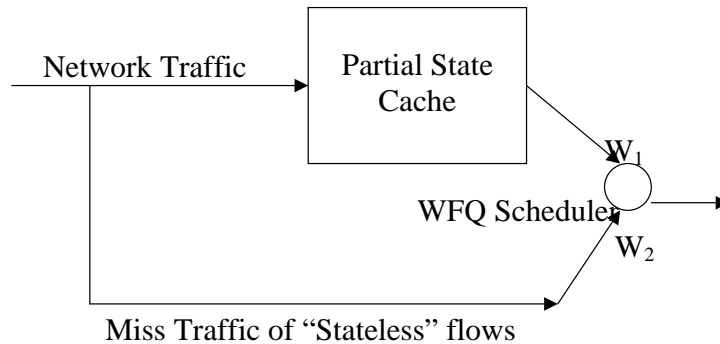 Network Traffic
Partial State
Cache
W₁
WFQ Scheduler
W₂
Miss Traffic of “Stateless” flows